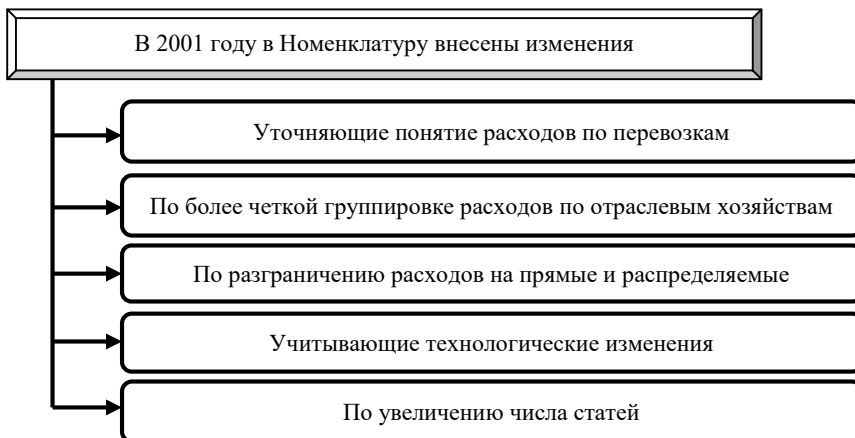 В 2001 году в Номенклатуру внесены изменения
Уточняющие понятие расходов по перевозкам
По более четкой группировке расходов по отраслевым хозяйствам
По разграничению расходов на прямые и распределяемые
Учитывающие технологические изменения
По увеличению числа статей